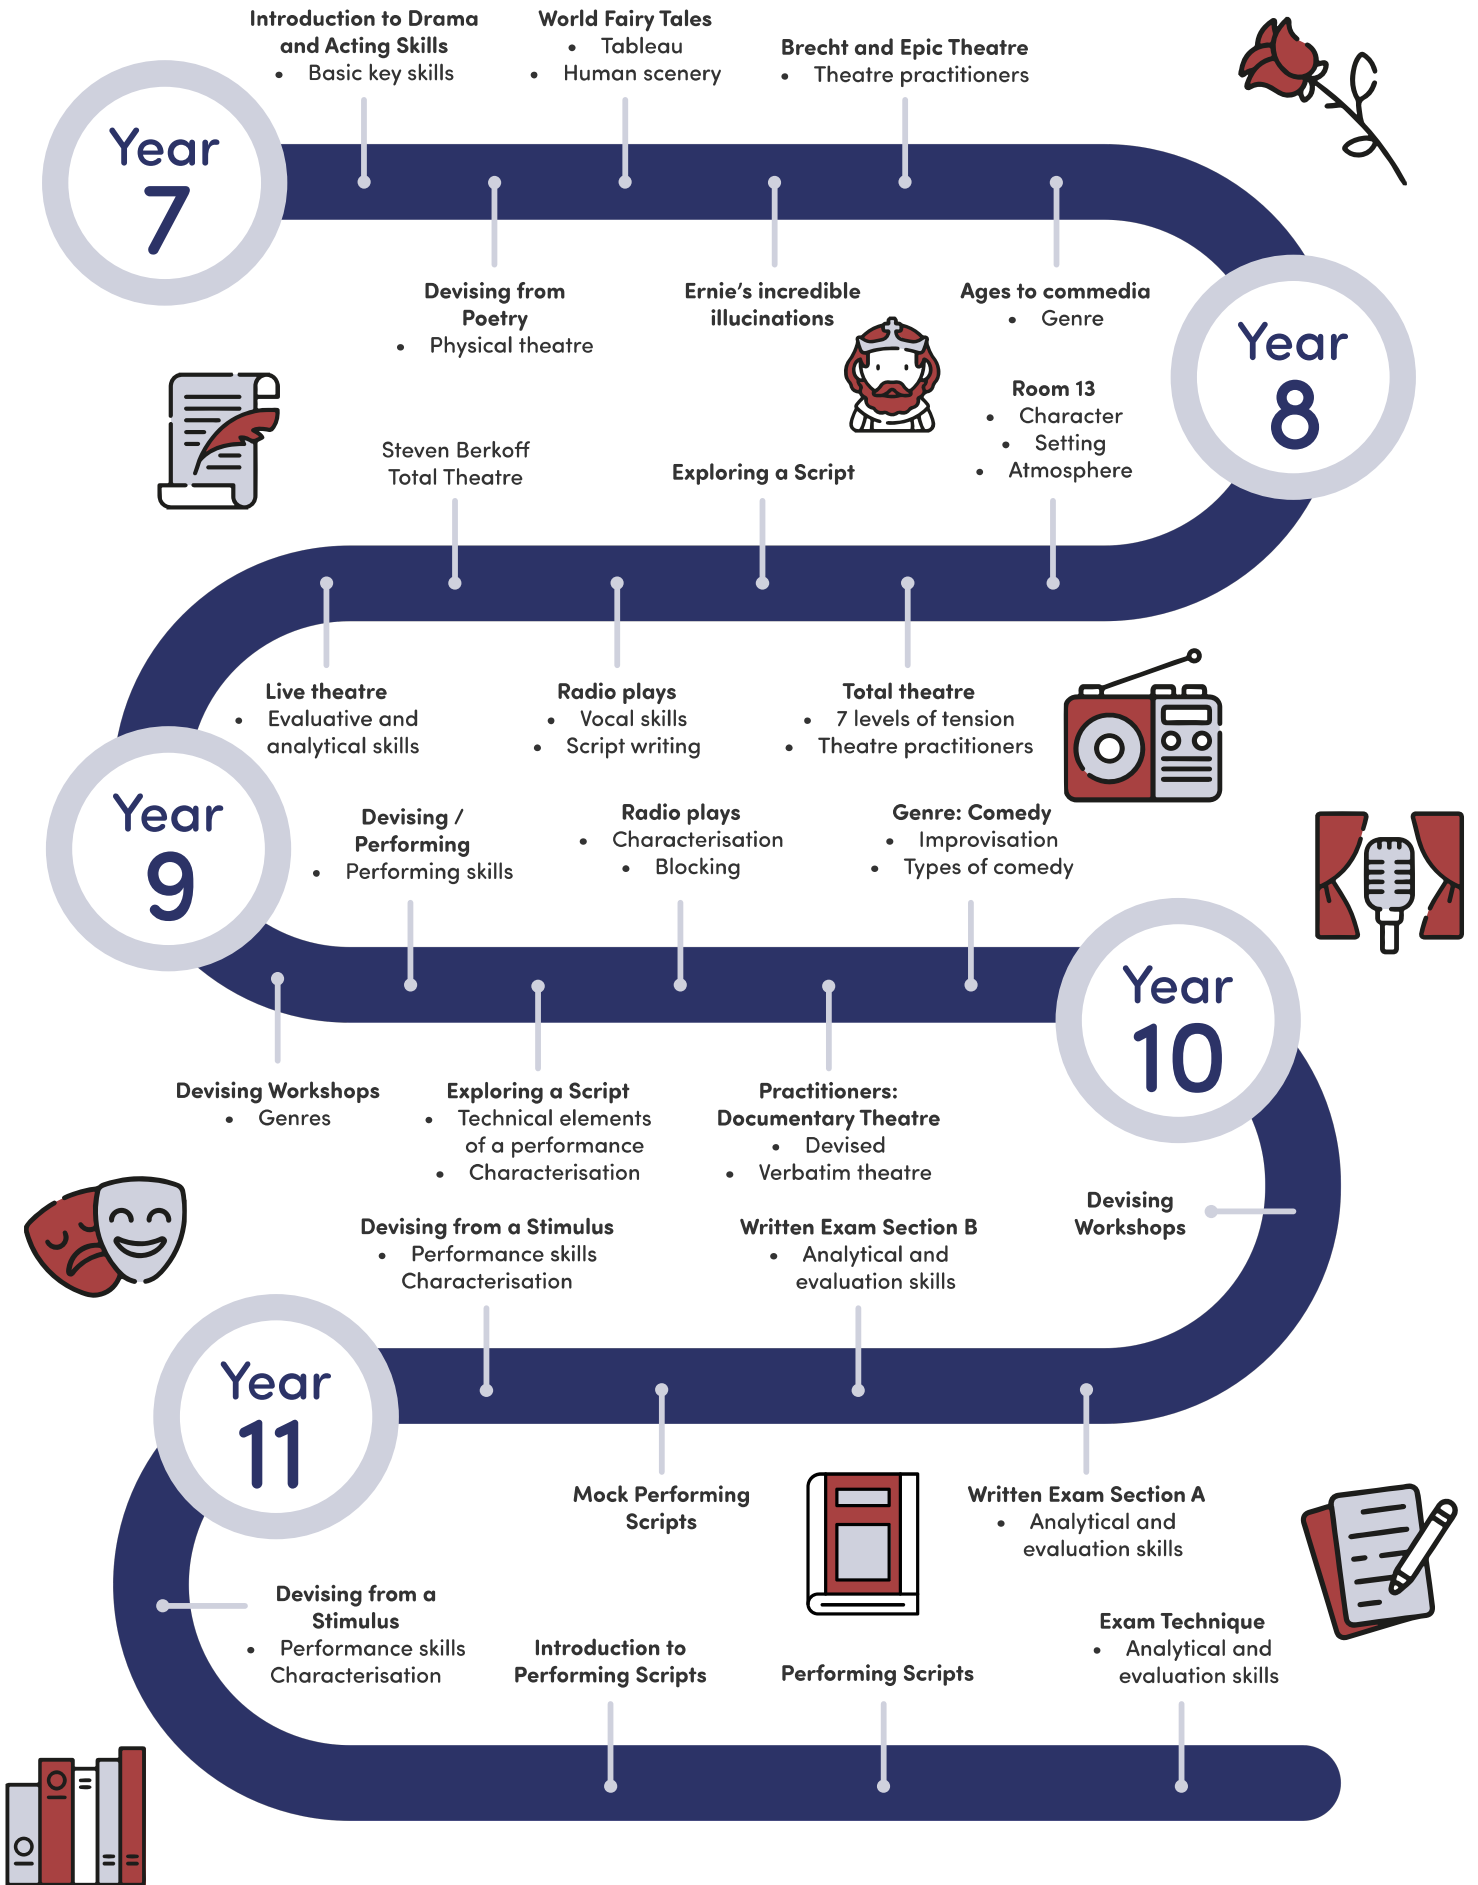 Introduction to Drama
and Acting Skills
• Basic key skills
World Fairy Tales
• Tableau
• Human scenery
Brecht and Epic Theatre
• Theatre practitioners
Year
7
Devising from
Poetry
• Physical theatre
Ernie's incredible
illucinations
Ages to commedia
• Genre
Year
8
Room 13
• Character
• Setting
• Atmosphere
Exploring a Script
Steven Berkoff
Total Theatre
Total theatre
• 7 levels of tension
• Theatre practitioners
Radio plays
• Vocal skills
• Script writing
Live theatre
• Evaluative and
analytical skills
Year
9
Devising /
Performing
• Performing skills
Radio plays
• Characterisation
• Blocking
Genre: Comedy
• Improvisation
• Types of comedy
Devising Workshops
• Genres
Exploring a Script
• Technical elements
of a performance
• Characterisation
Practitioners:
Documentary Theatre
• Devised
• Verbatim theatre
Year
10
Devising
Workshops
Written Exam Section B
• Analytical and
evaluation skills
Devising from a Stimulus
• Performance skills
Characterisation
Written Exam Section A
• Analytical and
evaluation skills
Mock Performing
Scripts
Year
11
Devising from a
Stimulus
• Performance skills
Characterisation
Introduction to
Performing Scripts
Performing Scripts
Exam Technique
• Analytical and
evaluation skills